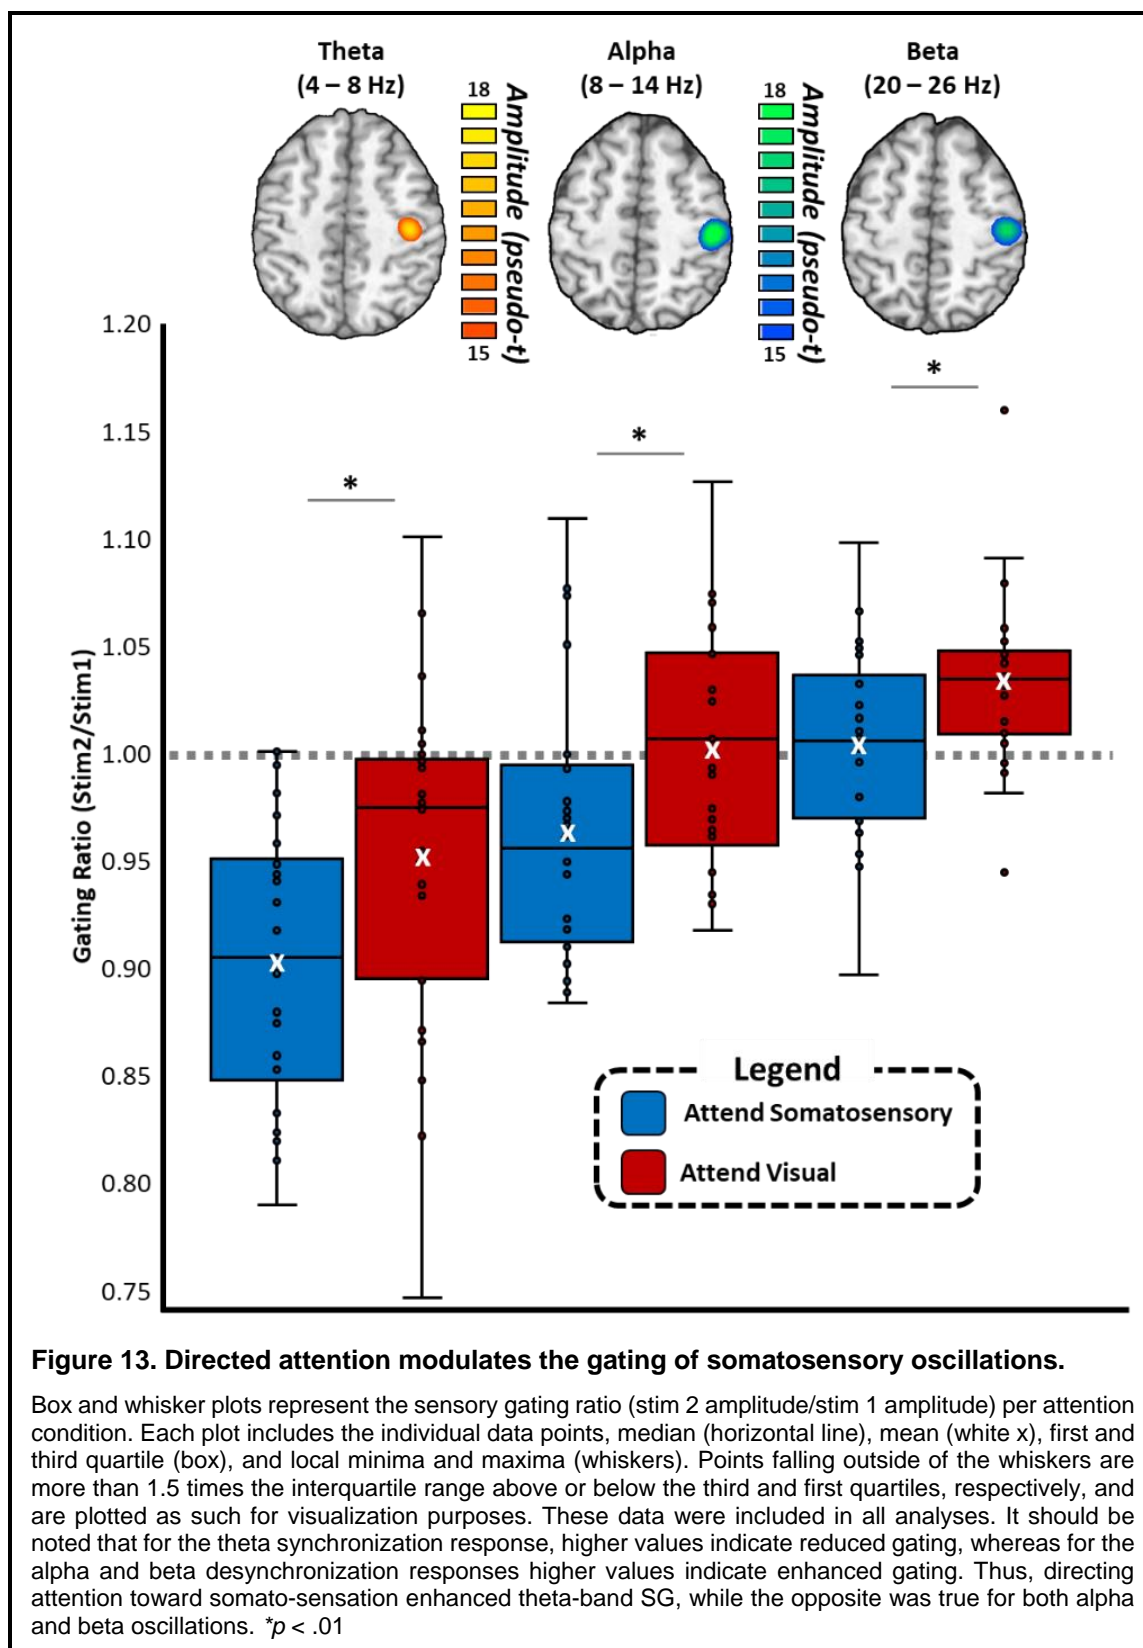 Theta
(4 – 8 Hz)
Alpha
(8 – 14 Hz)
Beta
(20 – 26 Hz)
18
Amplitude (pseudo-t)
15
18
Amplitude (pseudo-t)
15
1.20
1.15
1.10
1.05
1.00
0.95
0.90
0.85
0.80
0.75
Gating Ratio (Stim2/Stim1)
*
*
*
X
X
X
X
X
X
Legend
Attend Somatosensory
Attend Visual
Figure 13. Directed attention modulates the gating of somatosensory oscillations.
Box and whisker plots represent the sensory gating ratio (stim 2 amplitude/stim 1 amplitude) per attention
condition. Each plot includes the individual data points, median (horizontal line), mean (white x), first and
third quartile (box), and local minima and maxima (whiskers). Points falling outside of the whiskers are
more than 1.5 times the interquartile range above or below the third and first quartiles, respectively, and
are plotted as such for visualization purposes. These data were included in all analyses. It should be
noted that for the theta synchronization response, higher values indicate reduced gating, whereas for the
alpha and beta desynchronization responses higher values indicate enhanced gating. Thus, directing
attention toward somato-sensation enhanced theta-band SG, while the opposite was true for both alpha
and beta oscillations. *p < .01